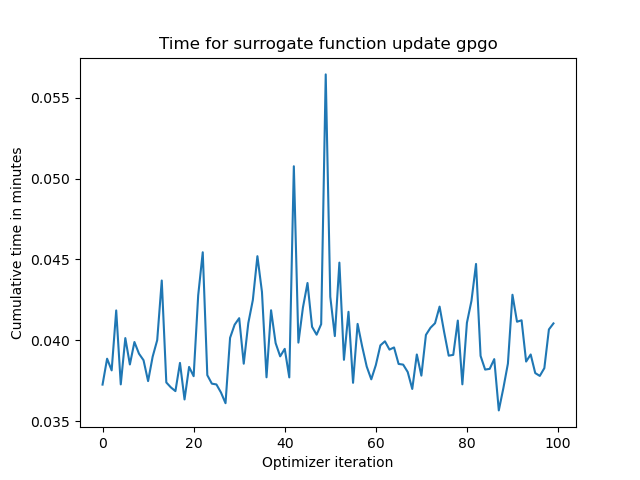 Time for surrogate function update gpgo
Cumulative time in minutes
0.055
0.050
0.045
0.040
0.035
0 20 40 60 80 100
Optimizer iteration